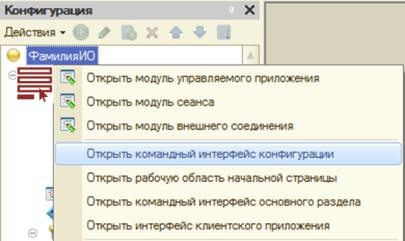 Конфигурация
Действия
ФамилияИО
Открыть модуль управляемого приложения
Открыть модуль сеанса
Открыть модуль внешнего соединения
Открыть командный интерфейс конфигурации
Открыть рабочую область начальной страницы
Открыть командный интерфейс основного раздела
Открыть интерфейс клиентского приложения